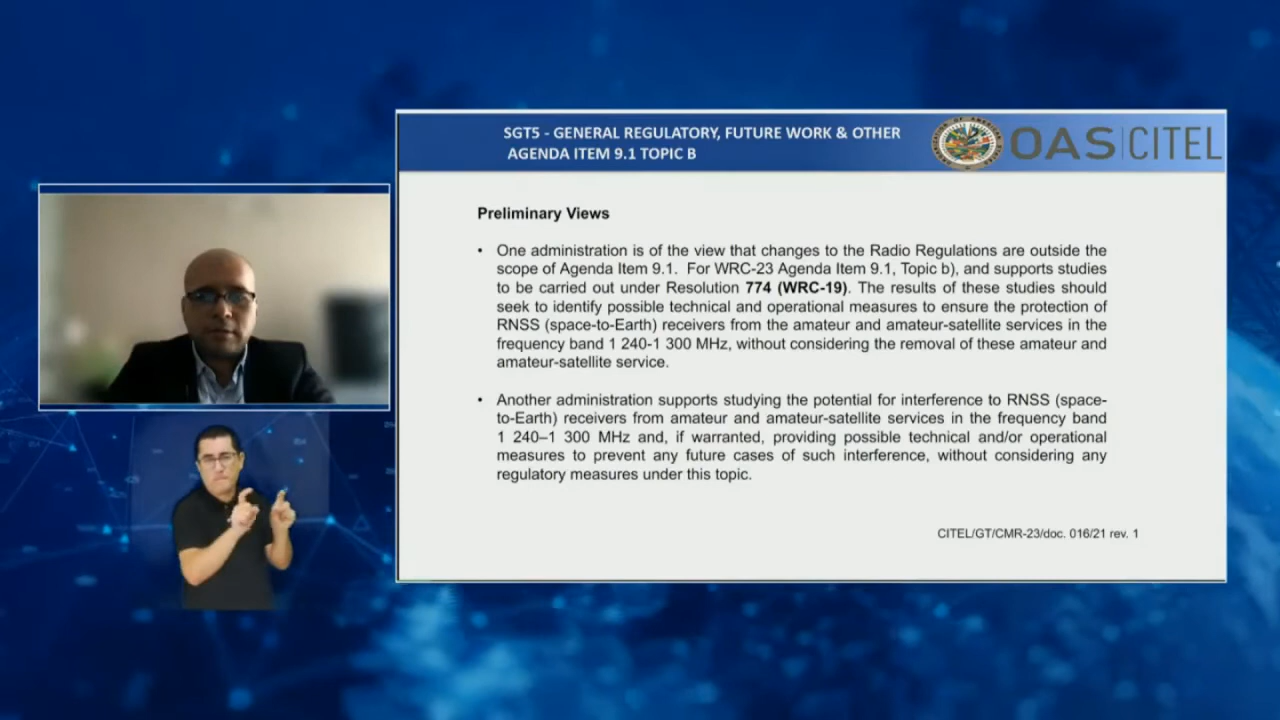 SGT5 - GENERAL REGULATORY, FUTURE WORK & OTHER
AGENDA ITEM 9.1 TOPIC B
OAS CITEL
Preliminary Views
• One administration is of the view that changes to the Radio Regulations are outside the
scope of Agenda Item 9.1. For WRC-23 Agenda Item 9.1, Topic b), and supports studies
to be carried out under Resolution 774 (WRC-19). The results of these studies should
seek to identify possible technical and operational measures to ensure the protection of
RNSS (space-to-Earth) receivers from the amateur and amateur-satellite services in the
frequency band 1 240-1 300 MHz, without considering the removal of these amateur and
amateur-satellite service.
• Another administration supports studying the potential for interference to RNSS (space-
to-Earth) receivers from amateur and amateur-satellite services in the frequency band
1 240–1 300 MHz and, if warranted, providing possible technical and/or operational
measures to prevent any future cases of such interference, without considering any
regulatory measures under this topic.
CITEL/GT/CMR-23/doc. 016/21 rev. 1